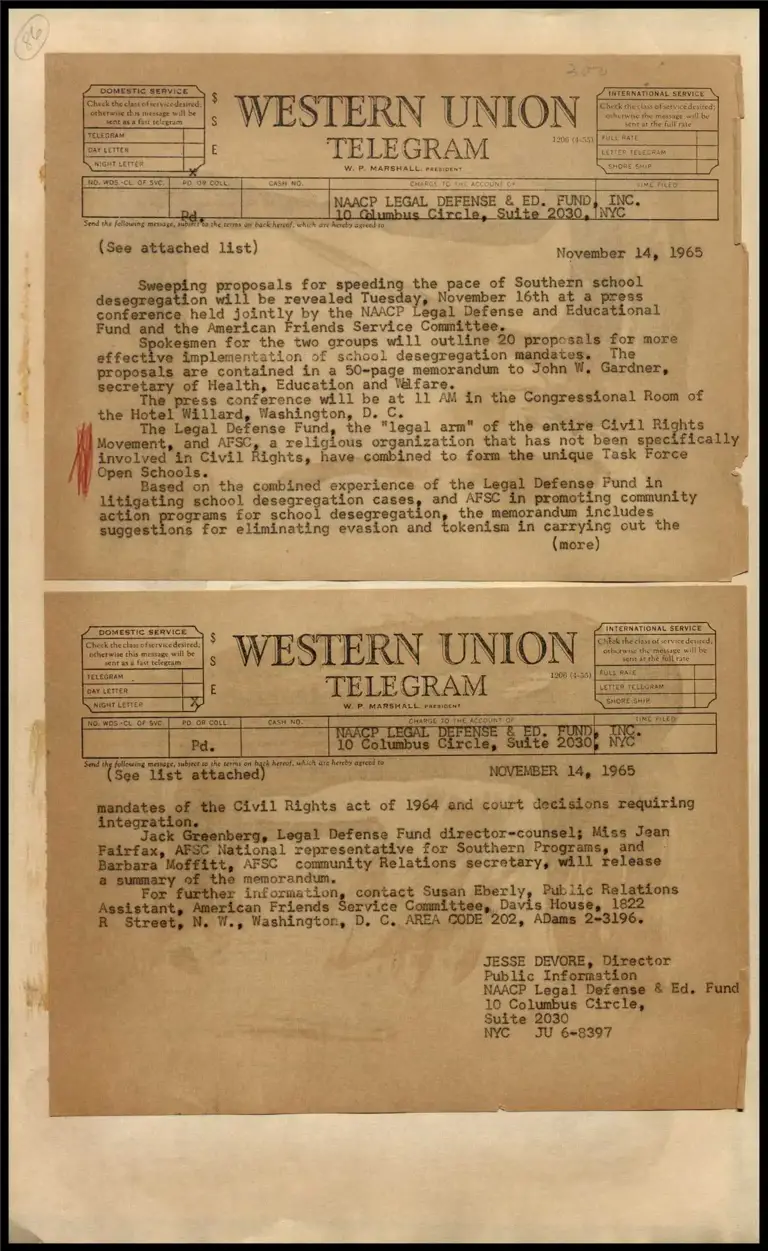 86
300
DOMESTIC SERVICE
Check the class of service desired;
otherwise this message will be
sent as a fast telegram
TELEGRAM
DAY LETTER
NIGHT LETTER
X
$
S
E
WESTERN UNION
TELEGRAM
1206 (4-55)
W. P. MARSHALL, PRESIDENT
INTERNATIONAL SERVICE
Check the class of service desired;
otherwise the message will be
sent at the full rate
FULL RATE
LETTER TELEGRAM
SHORE SHIP
NO. WDS.-CL. OF SVC.
PD. OR COLL.
CASH NO.
CHARGE TO THE ACCOUNT OF
TIME FILED
Pd.
NAACP LEGAL DEFENSE & ED. FUND, INC.
10 Columbus Circle, Suite 2030, NYC
Send the following message, subject to the terms on back hereof, which are hereby agreed to
(See attached list)
November 14, 1965
Sweeping proposals for speeding the pace of Southern school
desegregation will be revealed Tuesday, November 16th at a press
conference held jointly by the NAACP Legal Defense and Educational
Fund and the American Friends Service Committee.
Spokesmen for the two groups will outline 20 proposals for more
effective implementation of school desegregation mandates. The
proposals are contained in a 50-page memorandum to John W. Gardner,
secretary of Health, Education and Welfare.
The press conference will be at 11 AM in the Congressional Room of
the Hotel Willard, Washington, D. C.
The Legal Defense Fund, the "legal arm" of the entire Civil Rights
Movement, and AFSC, a religious organization that has not been specifically
involved in Civil Rights, have combined to form the unique Task Force
Open Schools.
Based on the combined experience of the Legal Defense Fund in
litigating school desegregation cases, and AFSC in promoting community
action programs for school desegregation, the memorandum includes
suggestions for eliminating evasion and tokenism in carrying out the
(more)
DOMESTIC SERVICE
Check the class of service desired;
otherwise this message will be
sent as a fast telegram
TELEGRAM
DAY LETTER
NIGHT LETTER
X
$
S
E
WESTERN UNION
TELEGRAM
1206 (4-55)
W. P. MARSHALL, PRESIDENT
INTERNATIONAL SERVICE
Check the class of service desired;
otherwise the message will be
sent at the full rate
FULL RATE
LETTER TELEGRAM
SHORE SHIP
NO. WDS.-CL. OF SVC.
PD. OR COLL.
CASH NO.
CHARGE TO THE ACCOUNT OF
TIME FILED
Pd.
NAACP LEGAL DEFENSE & ED. FUND, INC.
10 Columbus Circle, Suite 2030, NYC
Send the following message, subject to the terms on back hereof, which are hereby agreed to
(See list attached)
NOVEMBER 14, 1965
mandates of the Civil Rights act of 1964 and court decisions requiring
integration.
Jack Greenberg, Legal Defense Fund director-counsel; Miss Jean
Fairfax, AFSC National representative for Southern Programs, and
Barbara Moffitt, AFSC community Relations secretary, will release
a summary of the memorandum.
For further information, contact Susan Eberly, Public Relations
Assistant, American Friends Service Committee, Davis House, 1822
R Street, N. W., Washington, D. C. AREA CODE 202, ADams 2-3196.
JESSE DEVORE, Director
Public Information
NAACP Legal Defense & Ed. Fund
10 Columbus Circle,
Suite 2030
NYC JU 6-8397